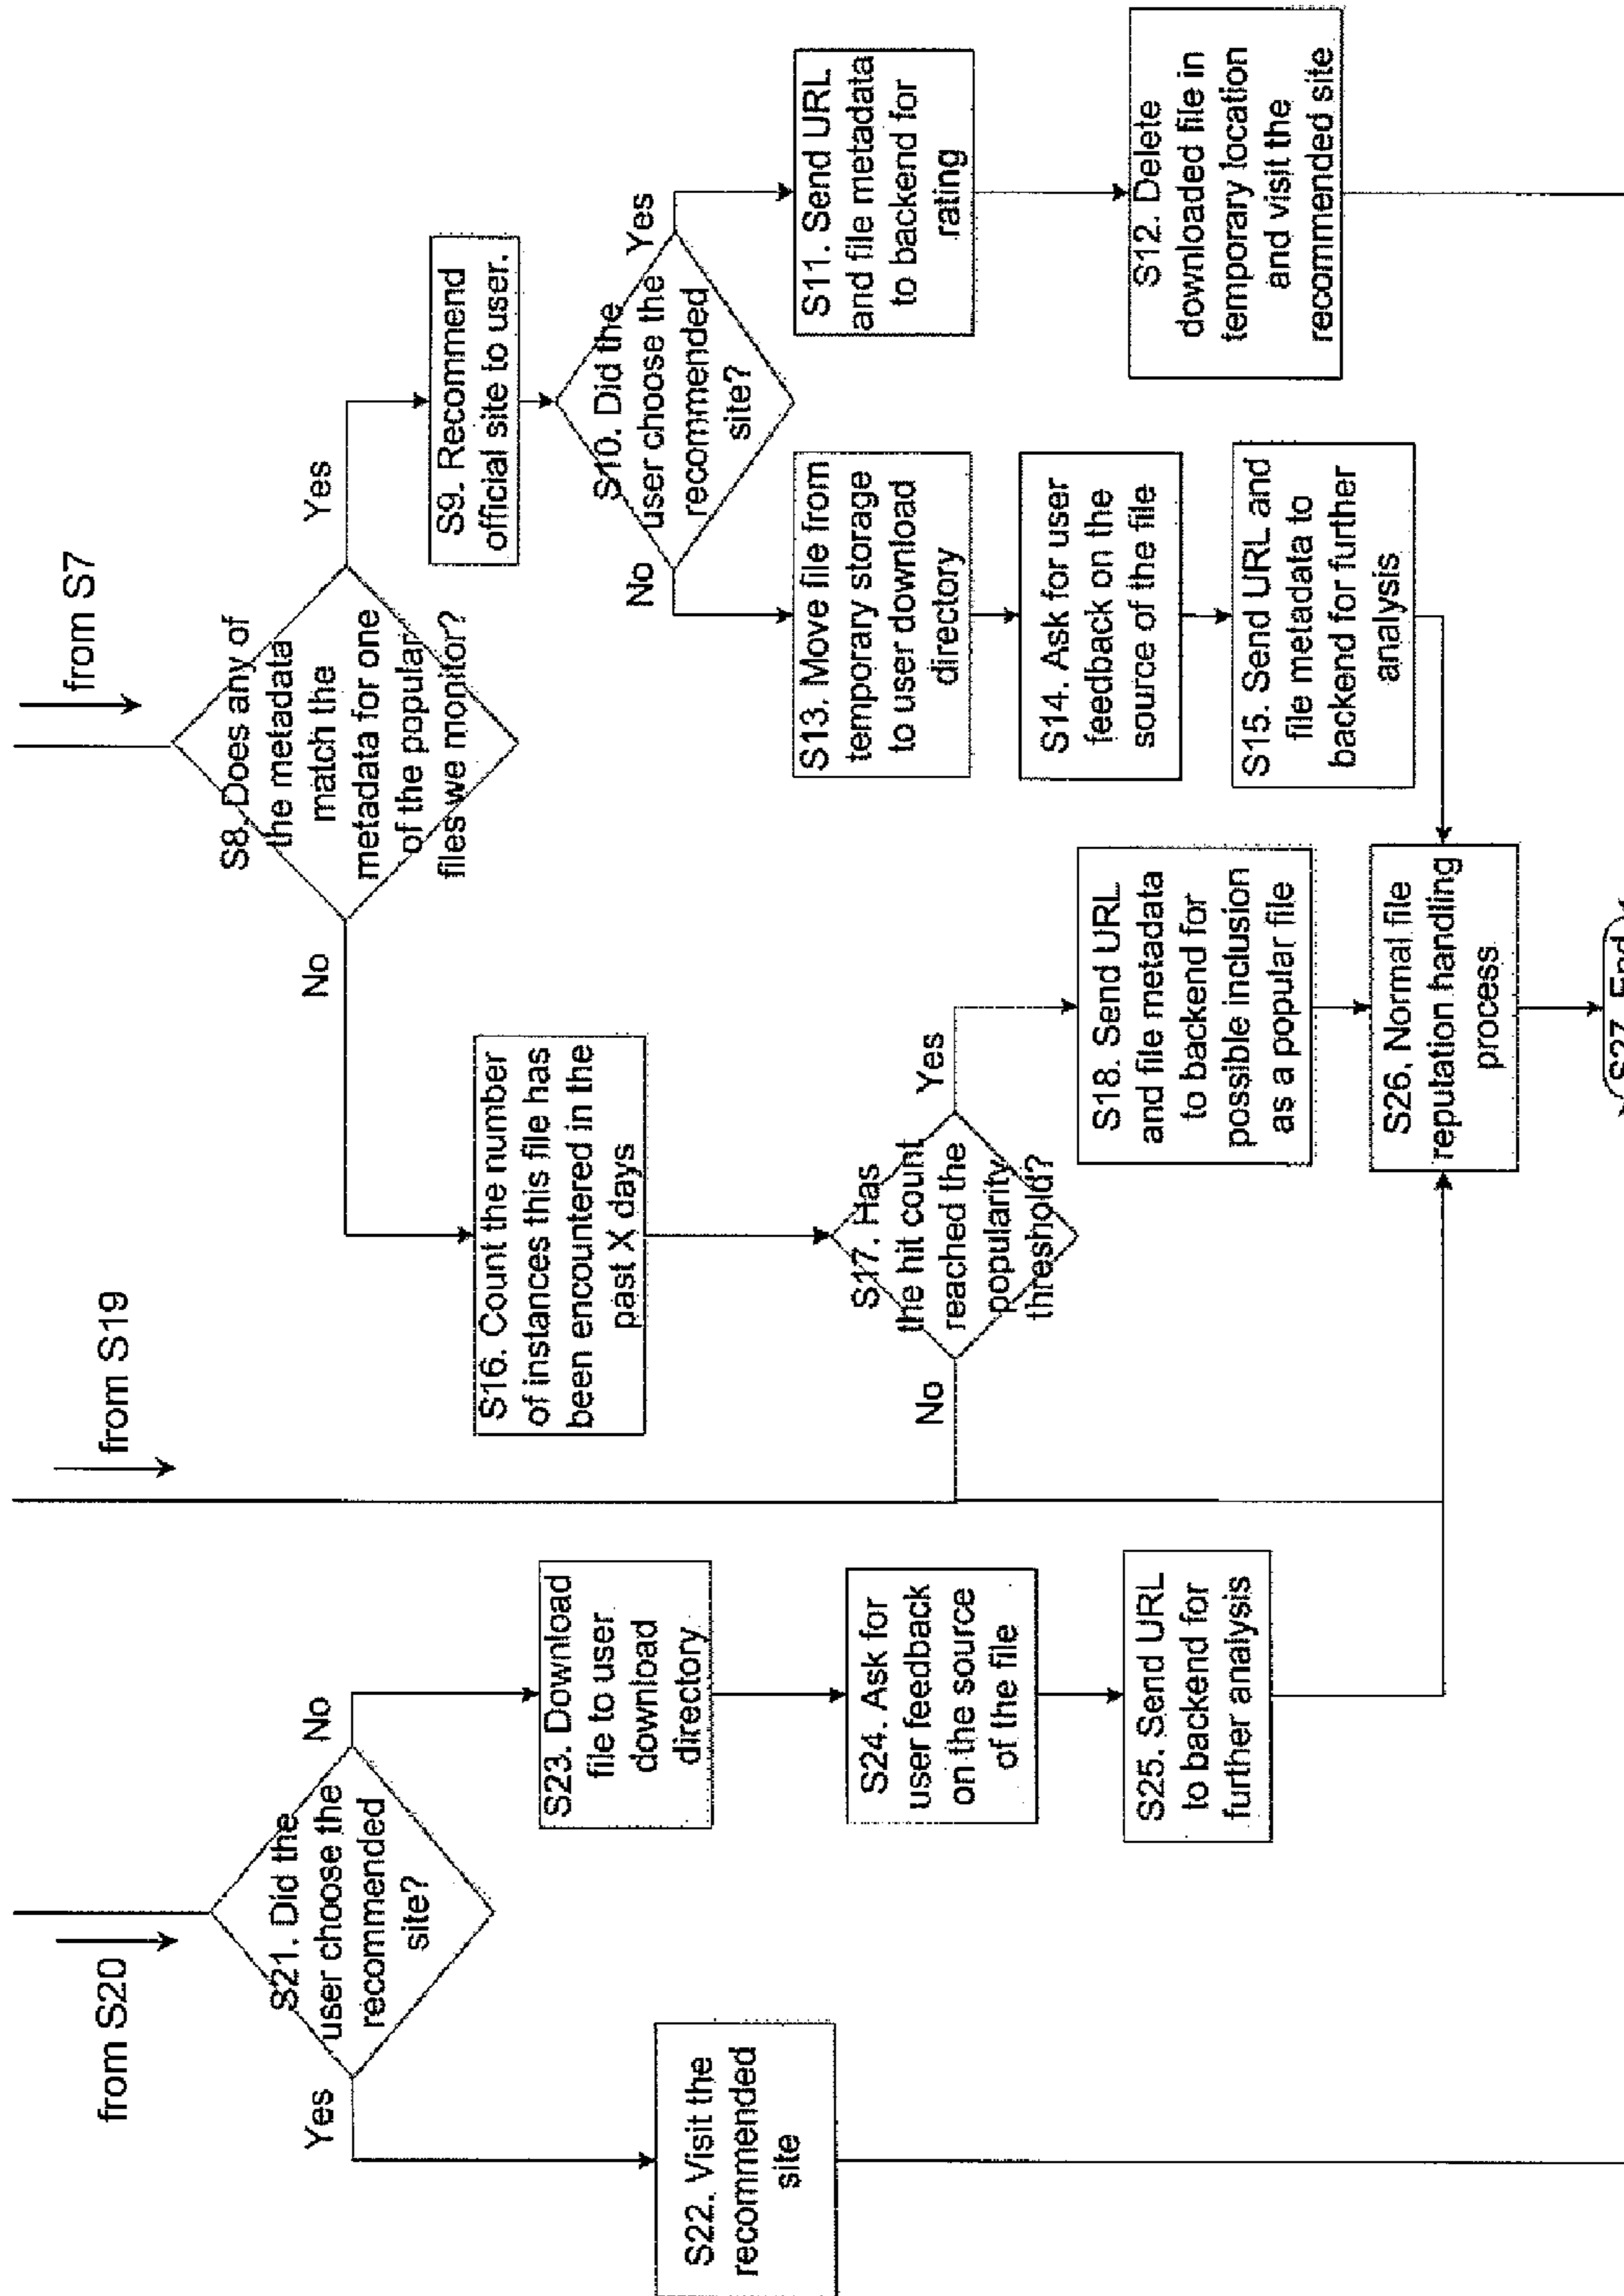 from S20
from S19
from S7
S21. Did the
user choose the
recommended
site?
Yes
No
S22. Visit the
recommended
site
S23. Download
file to user
download
directory
S24. Ask for
user feedback
on the source
of the file
S25. Send URL
to backend for
further analysis
S8. Does any of
the metadata
match the
metadata for one
of the popular
files we monitor?
No
Yes
S16. Count the number
of instances this file has
been encountered in the
past X days
S17. Has
the hit count
reached the
popularity
threshold?
No
Yes
S18. Send URL
and file metadata
to backend for
possible inclusion
as a popular file
S9. Recommend
official site to user.
S10. Did the
user choose the
recommended
site?
No
Yes
S13. Move file from
temporary storage
to user download
directory
S14. Ask for user
feedback on the
source of the file
S15. Send URL and
file metadata to
backend for further
analysis
S11. Send URL
and file metadata
to backend for
rating
S12. Delete
downloaded file in
temporary location
and visit the
recommended site
S26. Normal file
reputation handling
process
S27. End